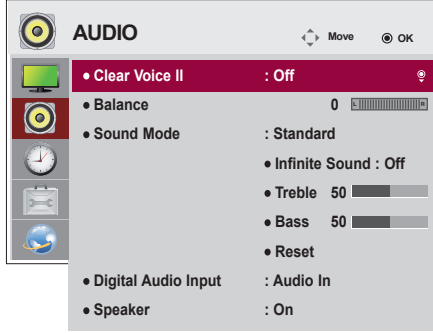 AUDIO Move OK
• Clear Voice II : Off
• Balance 0 L R
• Sound Mode : Standard
• Infinite Sound : Off
• Treble 50
• Bass 50
• Reset
• Digital Audio Input : Audio In
• Speaker : On